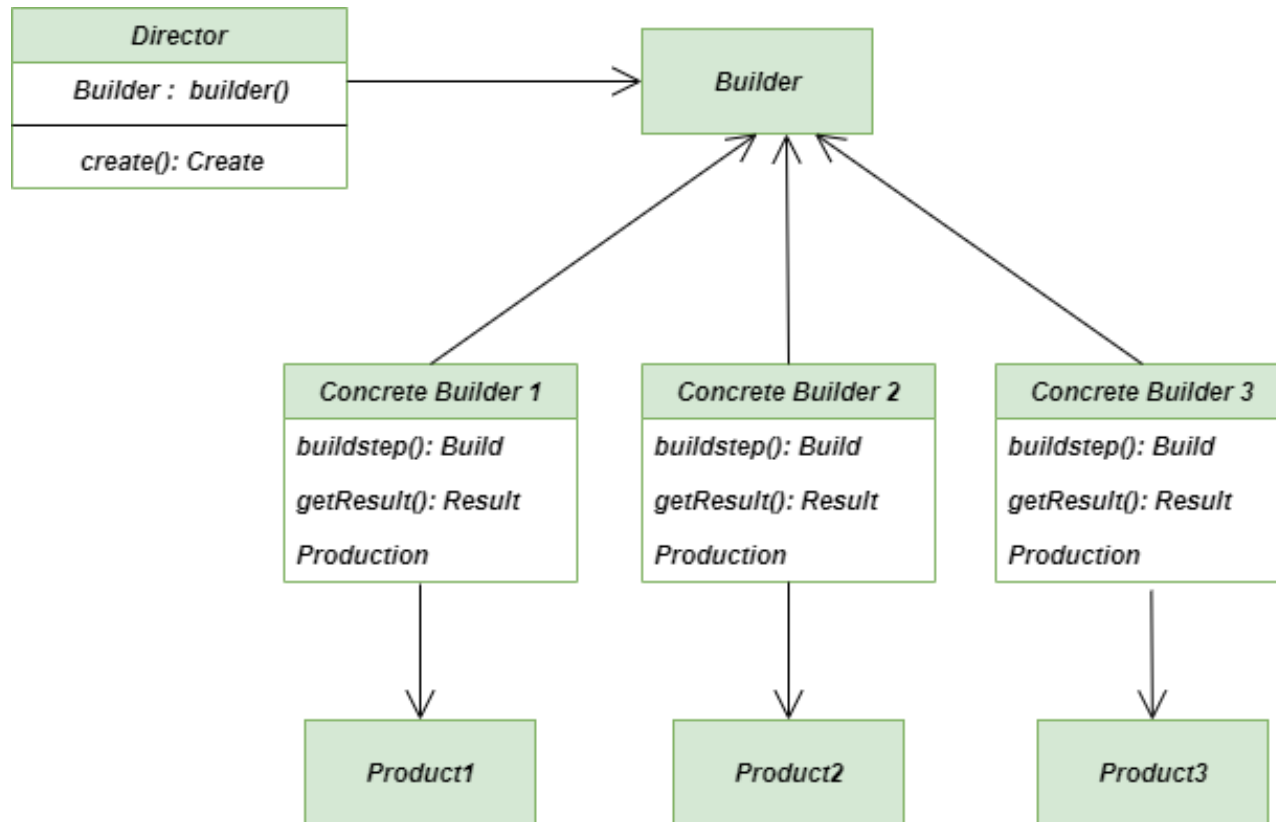 Director
Builder : builder()
create(): Create
Builder
Concrete Builder 1
buildstep(): Build
getResult(): Result
Production
Concrete Builder 2
buildstep(): Build
getResult(): Result
Production
Concrete Builder 3
buildstep(): Build
getResult(): Result
Production
Product1
Product2
Product3